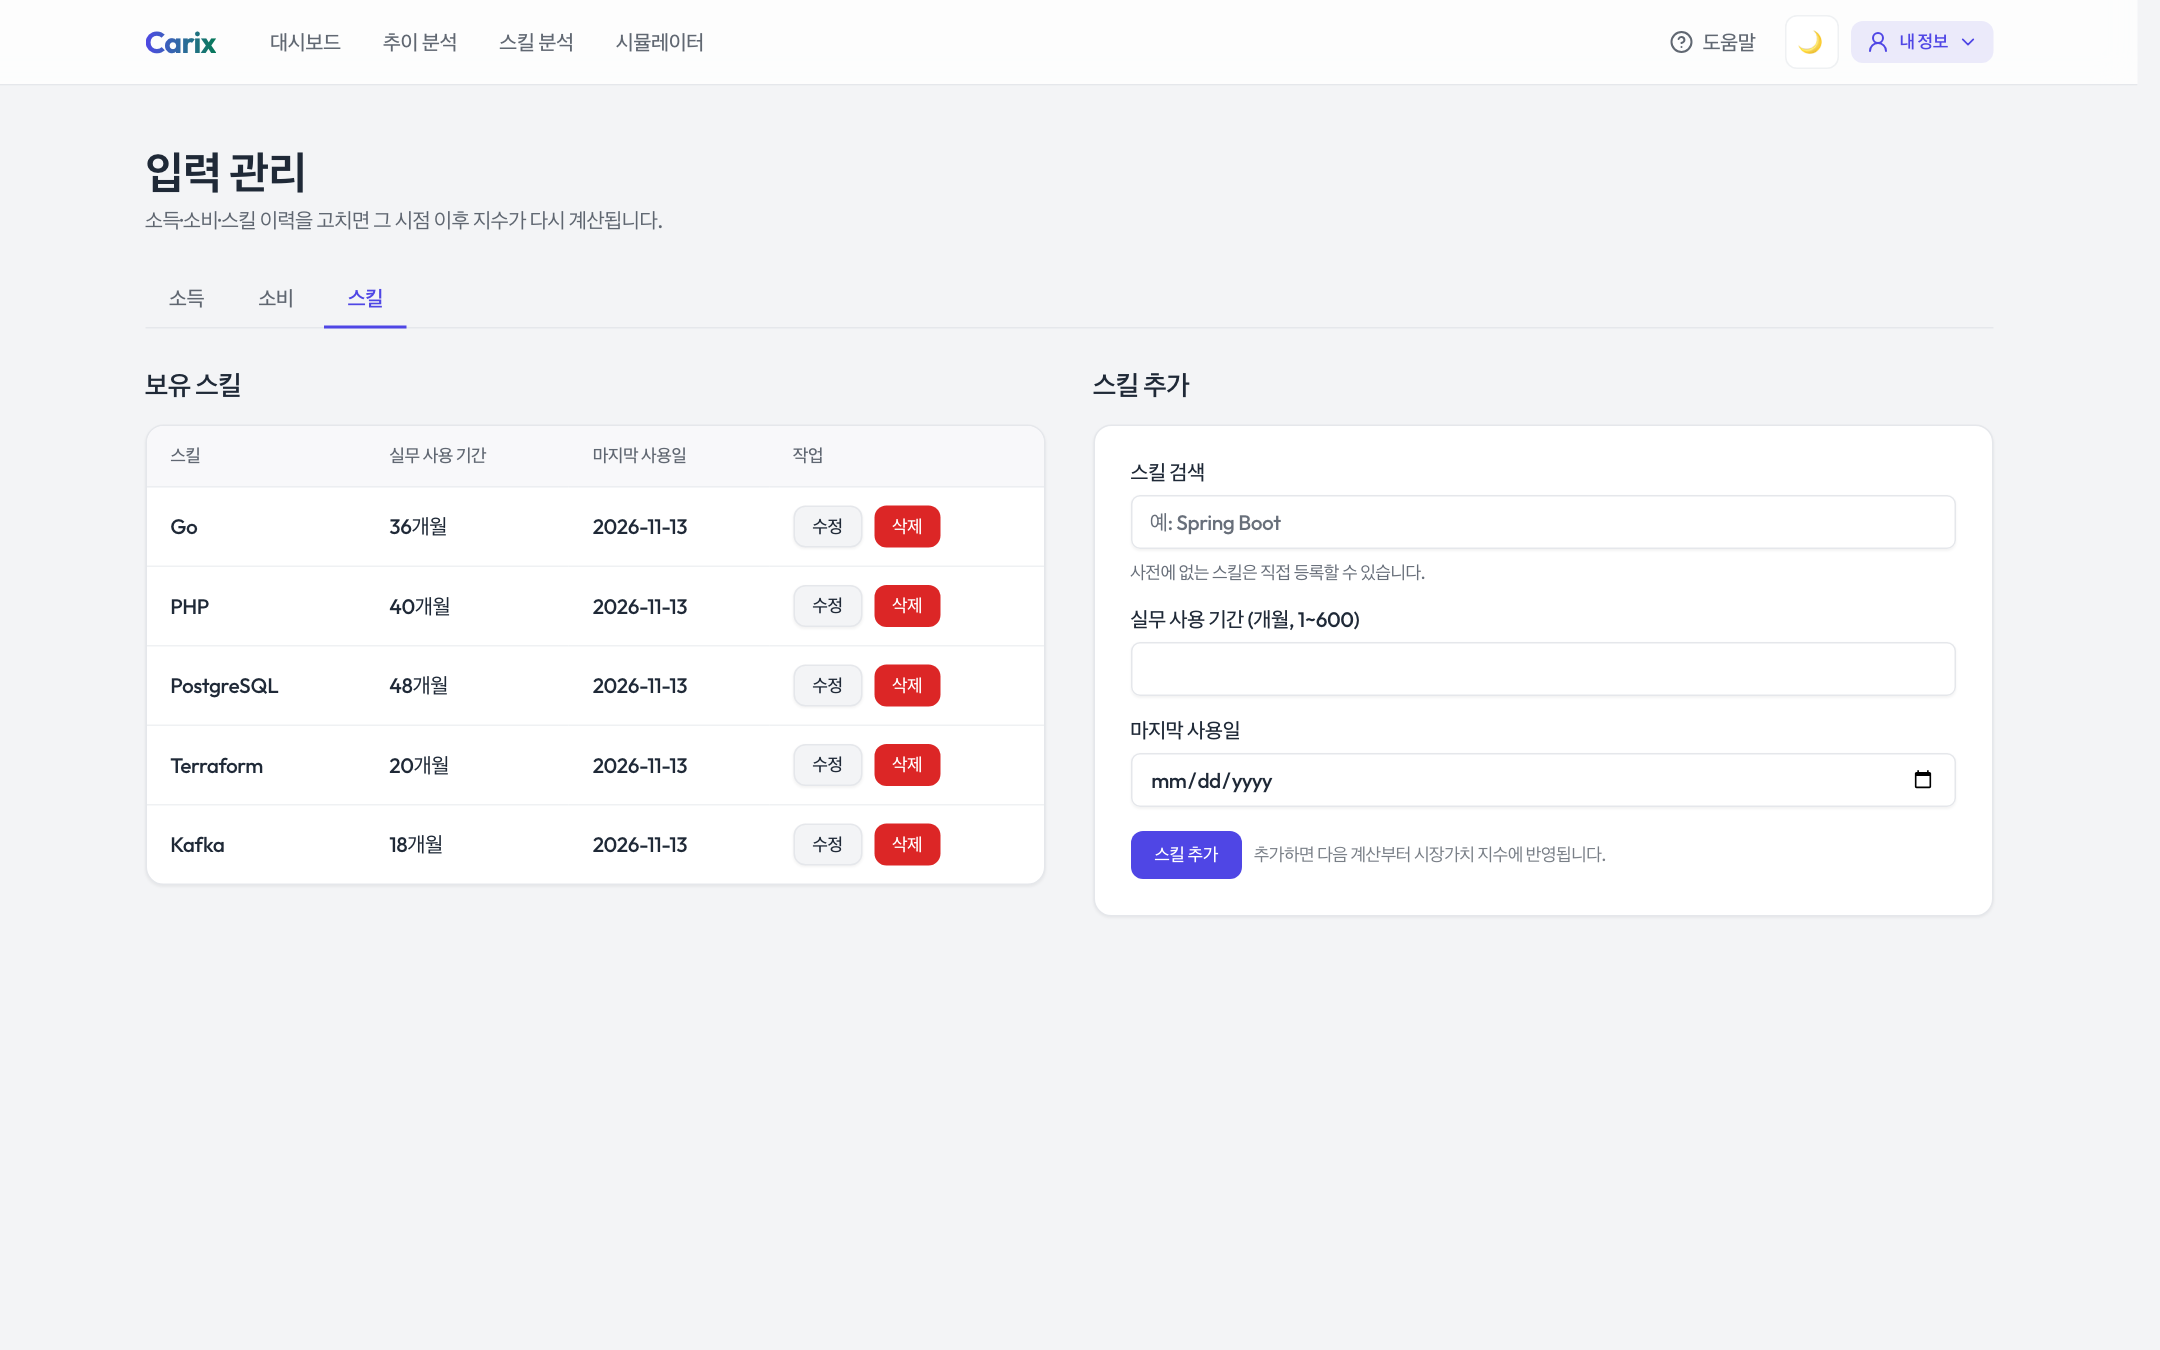 Carix 대시보드 추이 분석 스킬 분석 시뮬레이터 도움말 내 정보
입력 관리
소득·소비·스킬 이력을 고치면 그 시점 이후 지수가 다시 계산됩니다.
소득 소비 스킬
보유 스킬
스킬 실무 사용 기간 마지막 사용일 작업
Go 36개월 2026-11-13 수정 삭제
PHP 40개월 2026-11-13 수정 삭제
PostgreSQL 48개월 2026-11-13 수정 삭제
Terraform 20개월 2026-11-13 수정 삭제
Kafka 18개월 2026-11-13 수정 삭제
스킬 추가
스킬 검색
예: Spring Boot
사전에 없는 스킬은 직접 등록할 수 있습니다.
실무 사용 기간 (개월, 1~600)
마지막 사용일
mm/dd/yyyy
스킬 추가 추가하면 다음 계산부터 시장가치 지수에 반영됩니다.